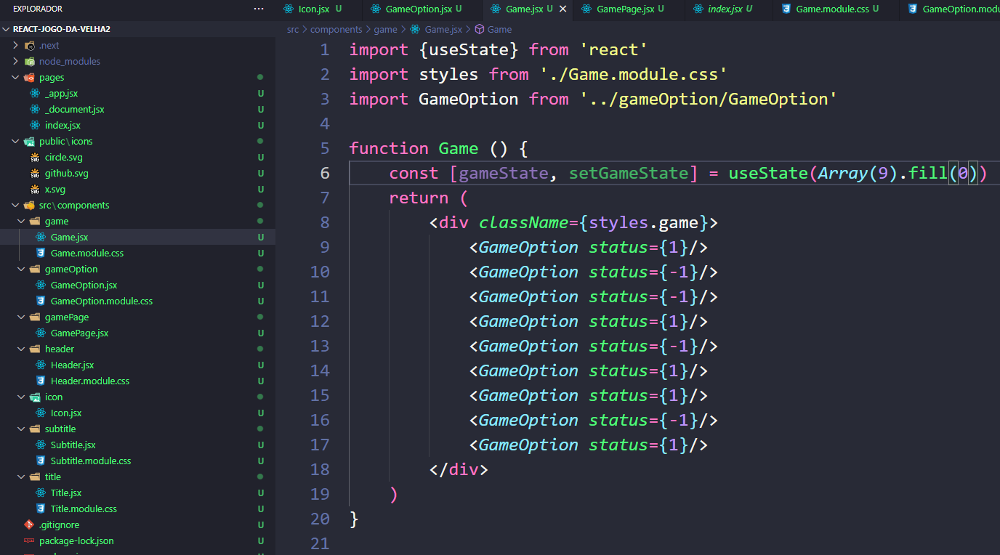 EXPLORADOR ...
REACT-JOGO-DA-VELHA2
.next
node_modules
pages
_app.jsx U
_document.jsx U
index.jsx U
public\icons
circle.svg U
github.svg U
x.svg U
src\components
game
Game.jsx U
Game.module.css U
gameOption
GameOption.jsx U
GameOption.module.css U
gamePage
GamePage.jsx U
header
Header.jsx U
Header.module.css U
icon
Icon.jsx U
subtitle
Subtitle.jsx U
Subtitle.module.css U
title
Title.jsx U
Title.module.css U
.gitignore U
package-lock.json U
Icon.jsx U GameOption.jsx U Game.jsx U × GamePage.jsx U index.jsx U Game.module.css U GameOption.modu
src > components > game > Game.jsx > Game
1 import {useState} from 'react'
2 import styles from './Game.module.css'
3 import GameOption from '../gameOption/GameOption'
4
5 function Game () {
6 const [gameState, setGameState] = useState(Array(9).fill(0))
7 return (
8 <div className={styles.game}>
9 <GameOption status={1}/>
10 <GameOption status={-1}/>
11 <GameOption status={-1}/>
12 <GameOption status={1}/>
13 <GameOption status={-1}/>
14 <GameOption status={1}/>
15 <GameOption status={1}/>
16 <GameOption status={-1}/>
17 <GameOption status={1}/>
18 </div>
19 )
20 }
21